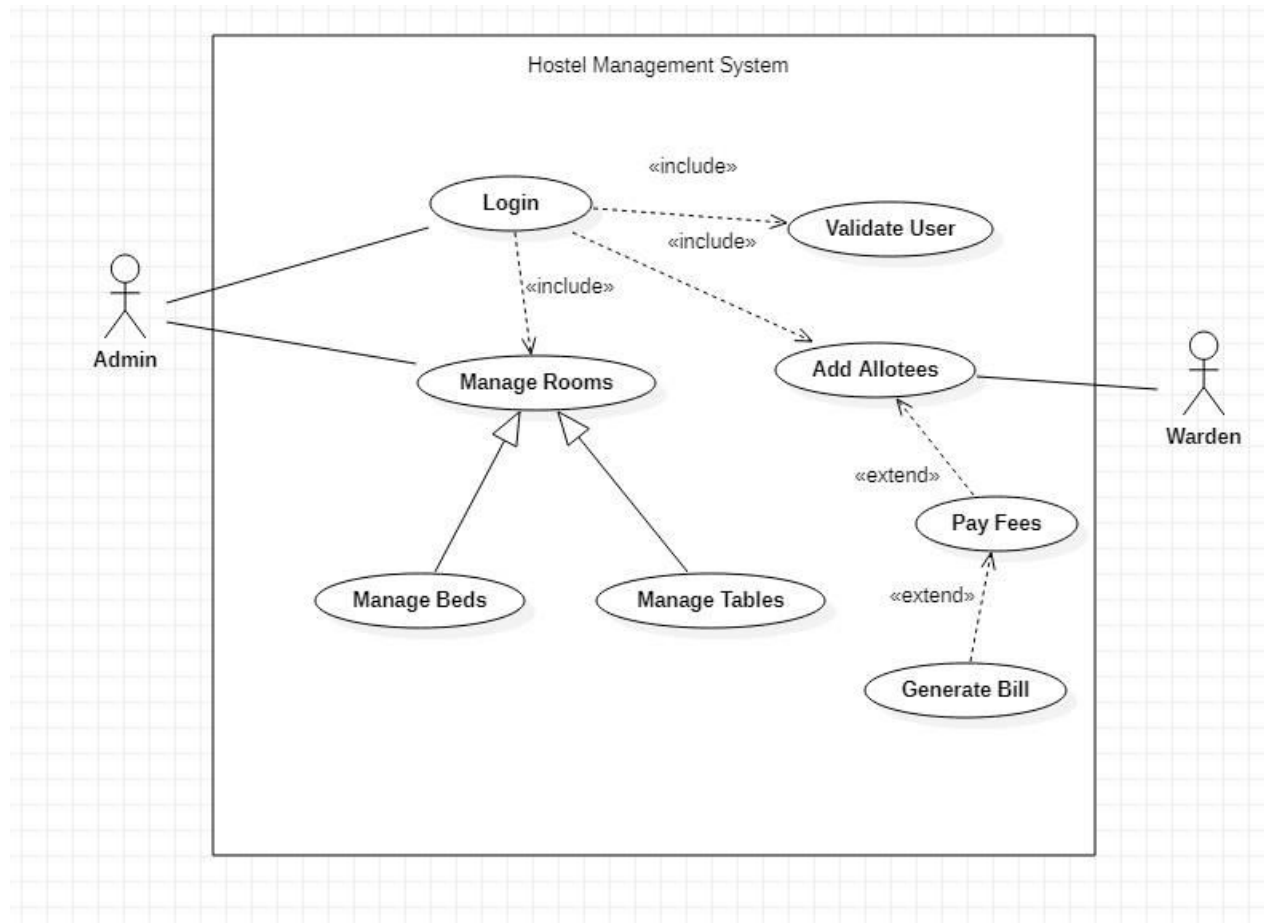 Hostel Management System
«include»
Login
Validate User
«include»
«include»
Admin
Manage Rooms
Add Allotees
Warden
«extend»
Pay Fees
Manage Beds
Manage Tables
«extend»
Generate Bill